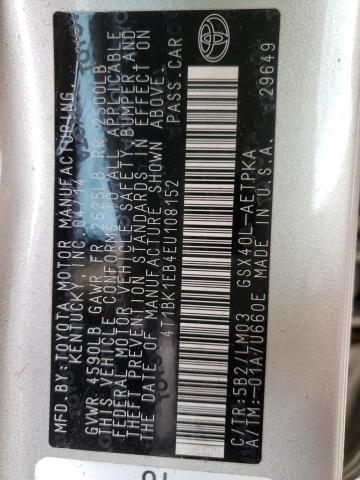 MFD.BY:TOYOTA MOTOR MANUFACTURING
KENTUCKY,INC. 04/14
GVWR 4590LB GAWR FR 2625LB RR 2500LB
THIS VEHICLE CONFORMS TO ALL APPLICABLE
FEDERAL MOTOR VEHICLE SAFETY,BUMPER,AND
THEFT PREVENTION STANDARDS IN EFFECT ON
THE DATE OF MANUFACTURE SHOWN ABOVE.
4T1BK1EB4EU108152 PASS.CAR
C/TR:5B2/LM03 GSX40L-AETPKA
A/TM:-01A/U660E MADE IN U.S.A. 29649